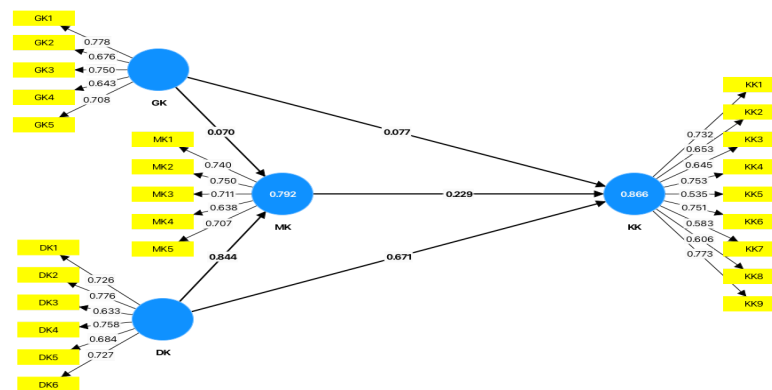 GK1
GK2
GK3
GK4
GK5
0.778
0.676
0.750
0.643
0.708
GK
0.070
0.077
MK1
MK2
MK3
MK4
MK5
0.740
0.750
0.711
0.638
0.707
0.792
MK
0.229
0.844
0.671
DK1
DK2
DK3
DK4
DK5
DK6
0.726
0.776
0.633
0.758
0.684
0.727
DK
0.866
KK
0.732
0.653
0.645
0.753
0.535
0.751
0.583
0.606
0.773
KK1
KK2
KK3
KK4
KK5
KK6
KK7
KK8
KK9